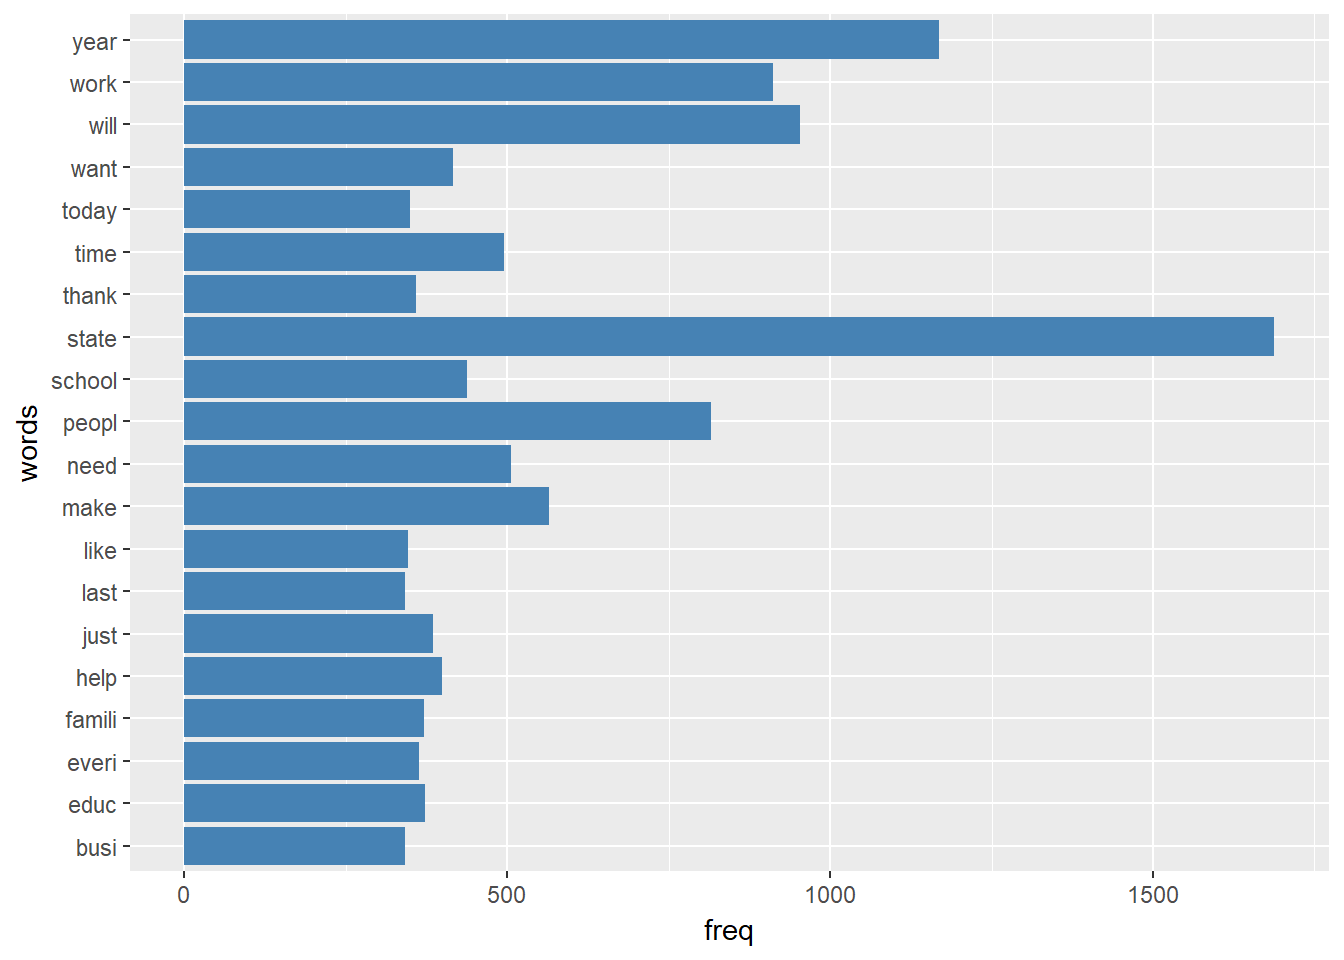 year
work
will
want
today
time
thank
state
school
peopl
need
make
like
last
just
help
famili
everi
educ
busi
words
0 500 1000 1500
freq